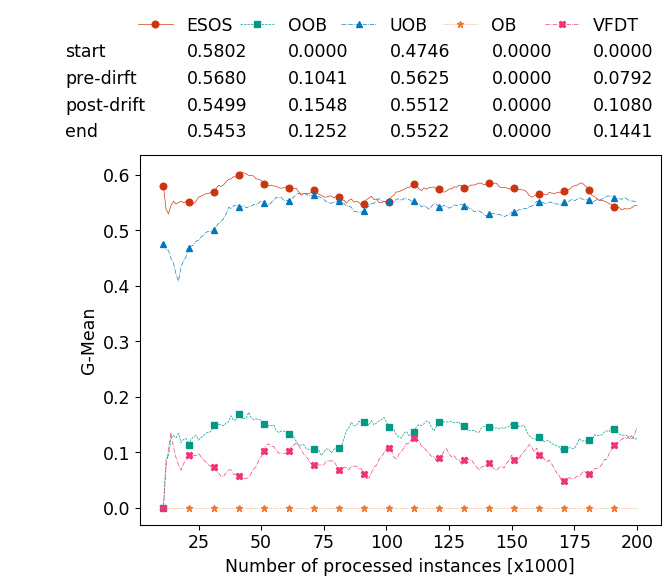 ESOS OOB UOB OB VFDT
start 0.5802 0.0000 0.4746 0.0000 0.0000
pre-dirft 0.5680 0.1041 0.5625 0.0000 0.0792
post-drift 0.5499 0.1548 0.5512 0.0000 0.1080
end 0.5453 0.1252 0.5522 0.0000 0.1441
0.6
0.5
0.4
0.3
0.2
0.1
0.0
G-Mean
25 50 75 100 125 150 175 200
Number of processed instances [x1000]